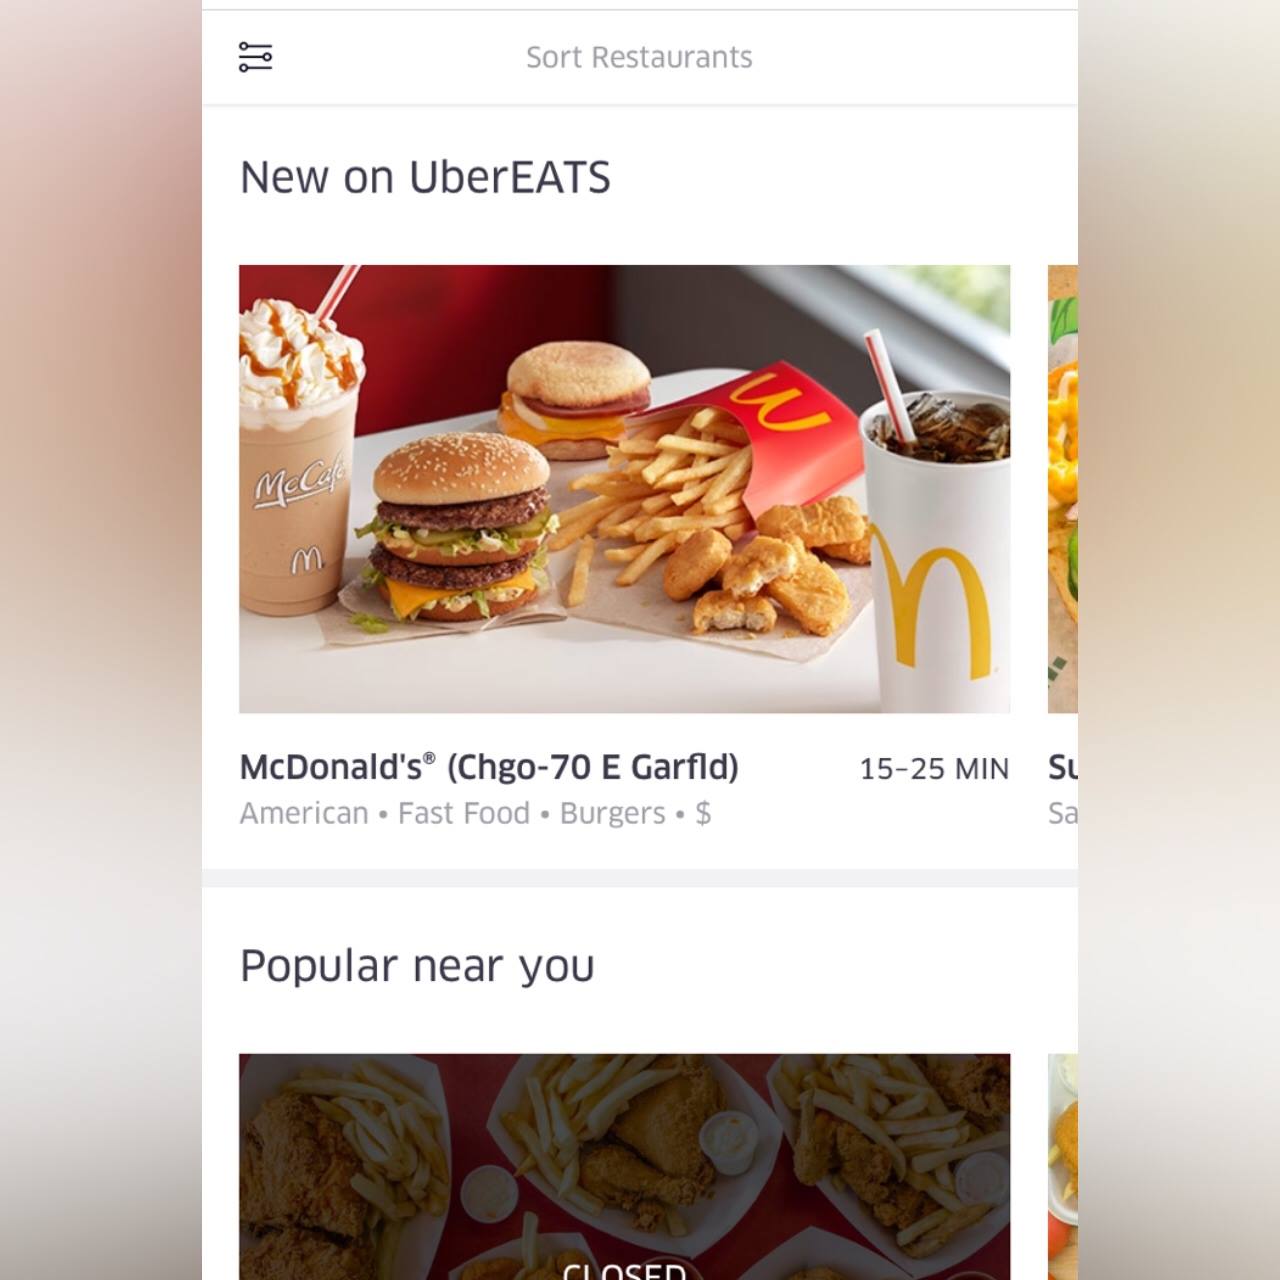 Sort Restaurants
New on UberEATS
McCafé
McDonald's® (Chgo-70 E Garfld)
15-25 MIN
Su
American • Fast Food • Burgers • $
Sa
Popular near you
CLOSED